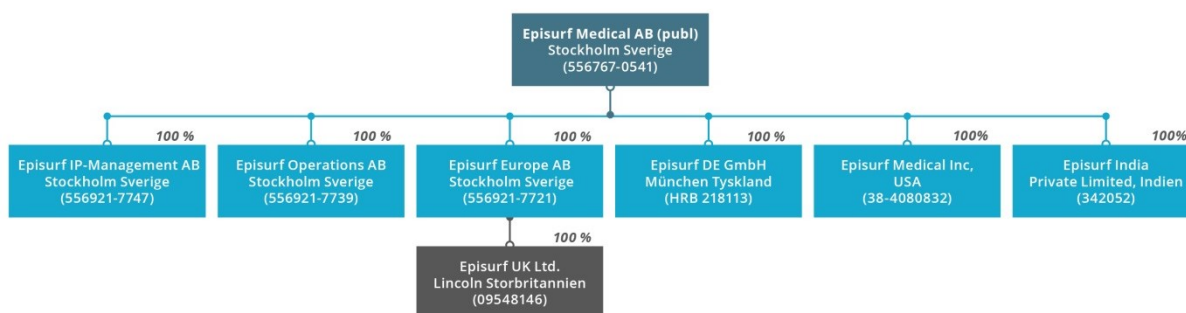 Episurf Medical AB (publ)
Stockholm Sverige
(556767-0541)
100 %
Episurf IP-Management AB
Stockholm Sverige
(556921-7747)
100 %
Episurf Operations AB
Stockholm Sverige
(556921-7739)
100 %
Episurf Europe AB
Stockholm Sverige
(556921-7721)
100 %
Episurf DE GmbH
München Tyskland
(HRB 218113)
100%
Episurf Medical Inc,
USA
(38-4080832)
100%
Episurf India
Private Limited, Indien
(342052)
100 %
Episurf UK Ltd.
Lincoln Storbritannien
(09548146)